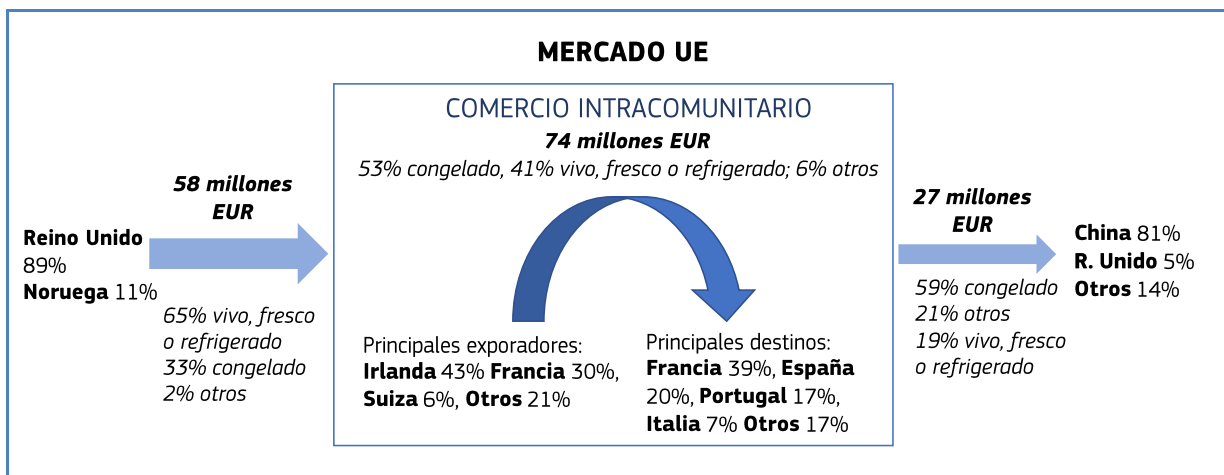 MERCADO UE
COMERCIO INTRACOMUNITARIO
74 millones EUR
53% congelado, 41% vivo, fresco o refrigerado; 6% otros
58 millones
EUR
Reino Unido
89%
Noruega 11%
65% vivo, fresco
o refrigerado
33% congelado
2% otros
Principales exporadores:
Irlanda 43% Francia 30%,
Suiza 6%, Otros 21%
Principales destinos:
Francia 39%, España
20%, Portugal 17%,
Italia 7% Otros 17%
27 millones
EUR
59% congelado
21% otros
19% vivo, fresco
o refrigerado
China 81%
R. Unido 5%
Otros 14%